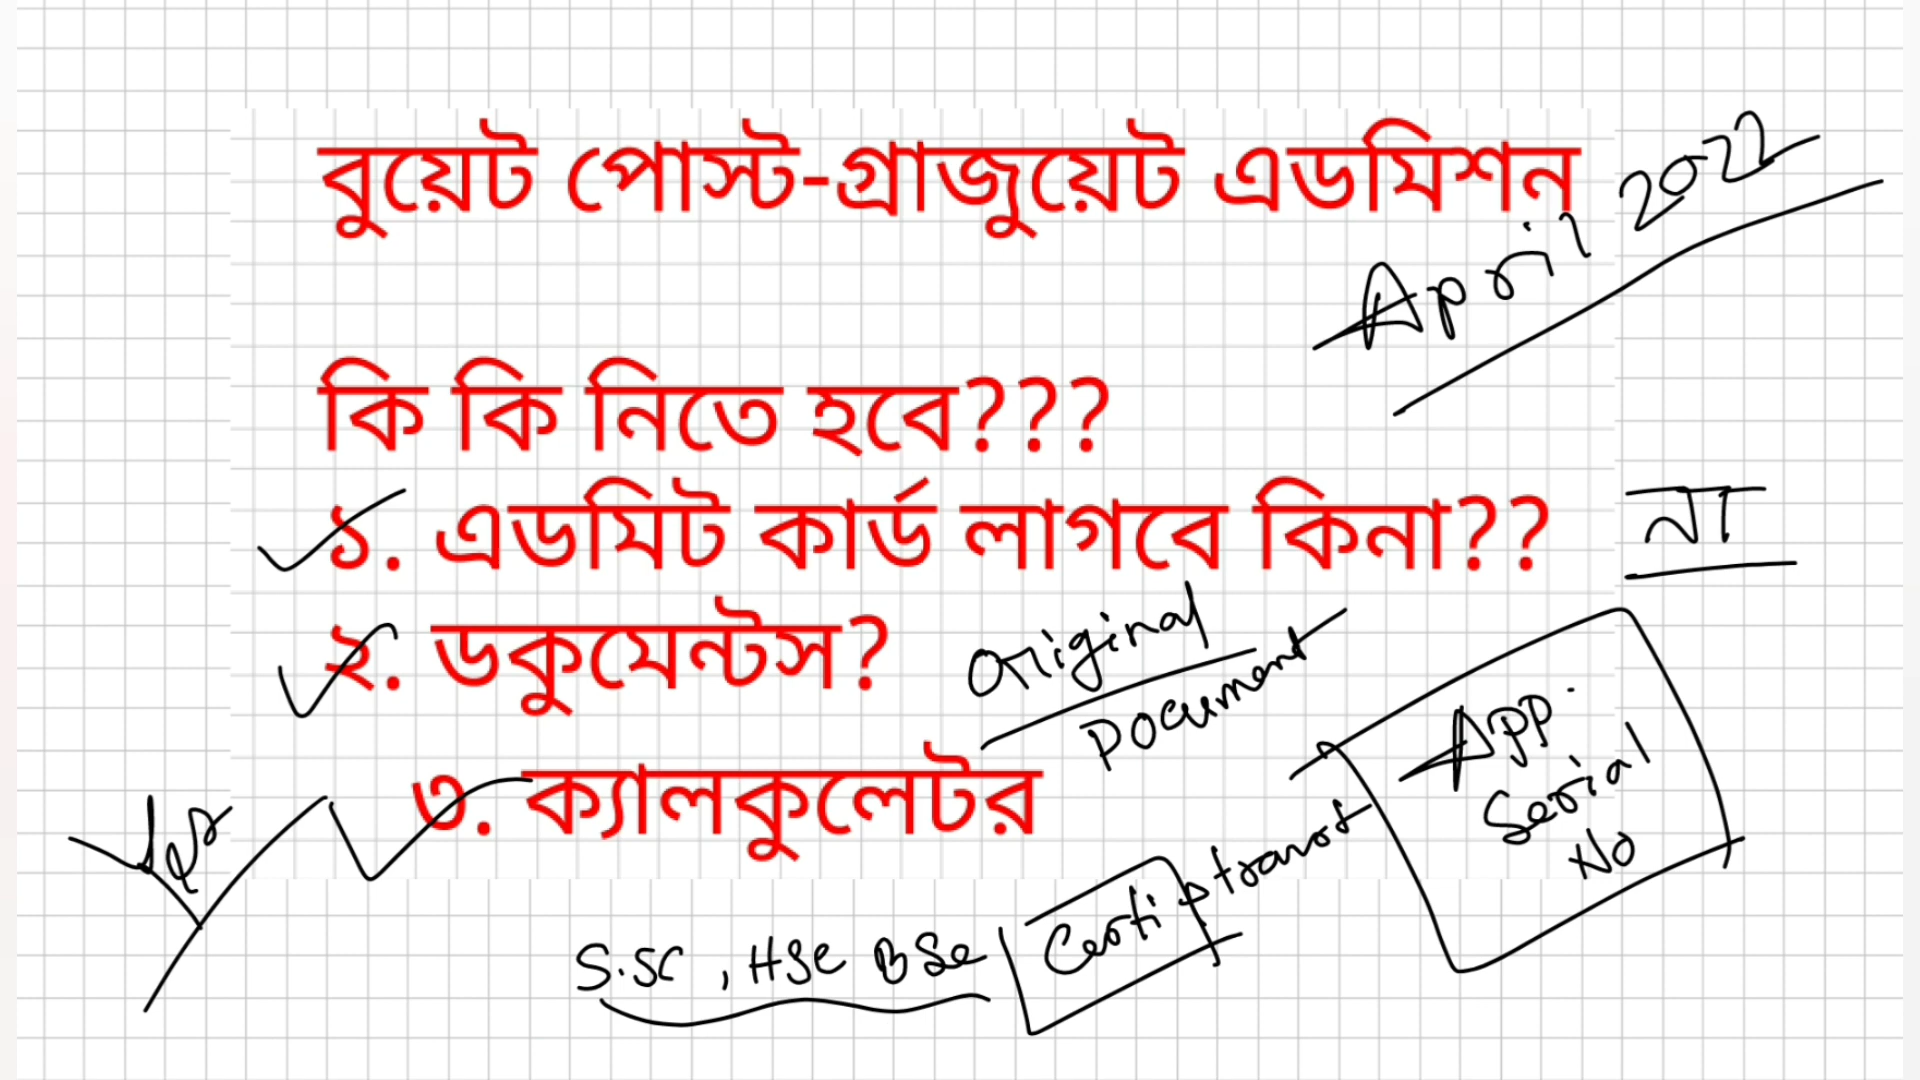 বুয়েট পোস্ট-গ্রাজুয়েট এডমিশন
April 2022
কি কি নিতে হবে???
১. এডমিট কার্ড লাগবে কিনা??
না
২. ডকুমেন্টস?
Original
Document
App.
Serial
No
৩. ক্যালকুলেটর
Yes
S.SC, HSC BSc
Certi